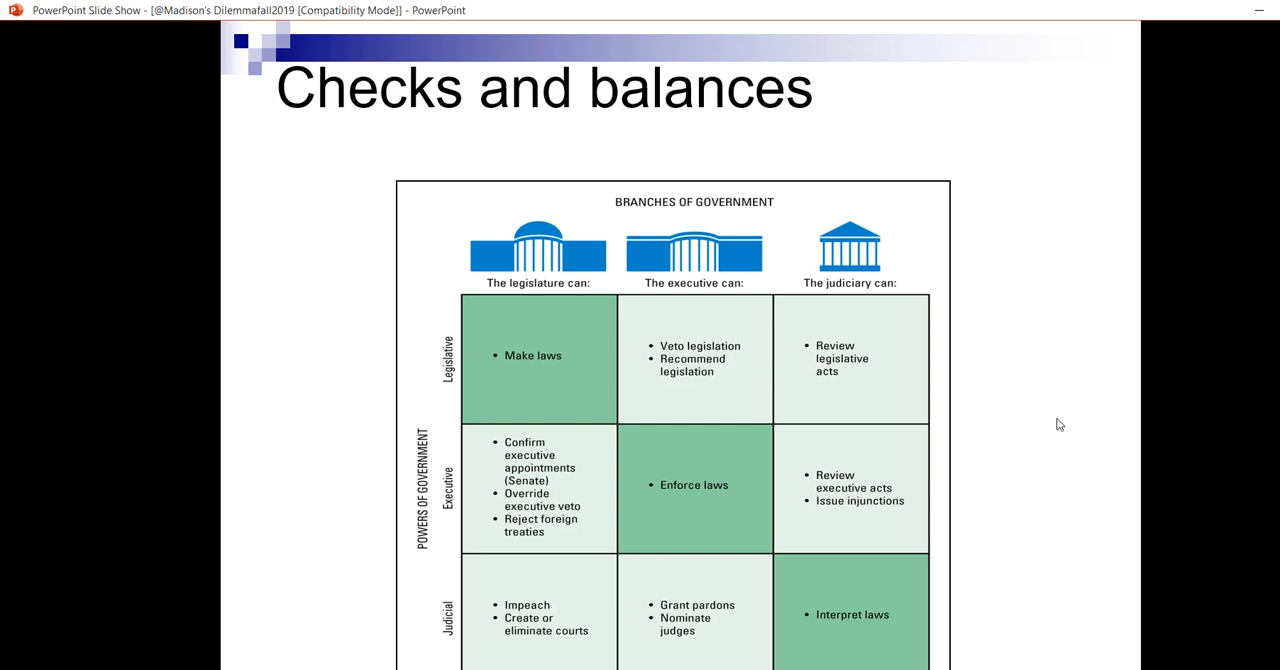 PowerPoint Slide Show - [@Madison's Dilemmafall2019 [Compatibility Mode]] - PowerPoint
Checks and balances
BRANCHES OF GOVERNMENT
The legislature can:
The executive can:
The judiciary can:
POWERS OF GOVERNMENT
Legislative
• Make laws
• Veto legislation
• Recommend
legislation
• Review
legislative
acts
Executive
• Confirm
executive
appointments
(Senate)
• Override
executive veto
• Reject foreign
treaties
• Enforce laws
• Review
executive acts
• Issue injunctions
Judicial
• Impeach
• Create or
eliminate courts
• Grant pardons
• Nominate
judges
• Interpret laws